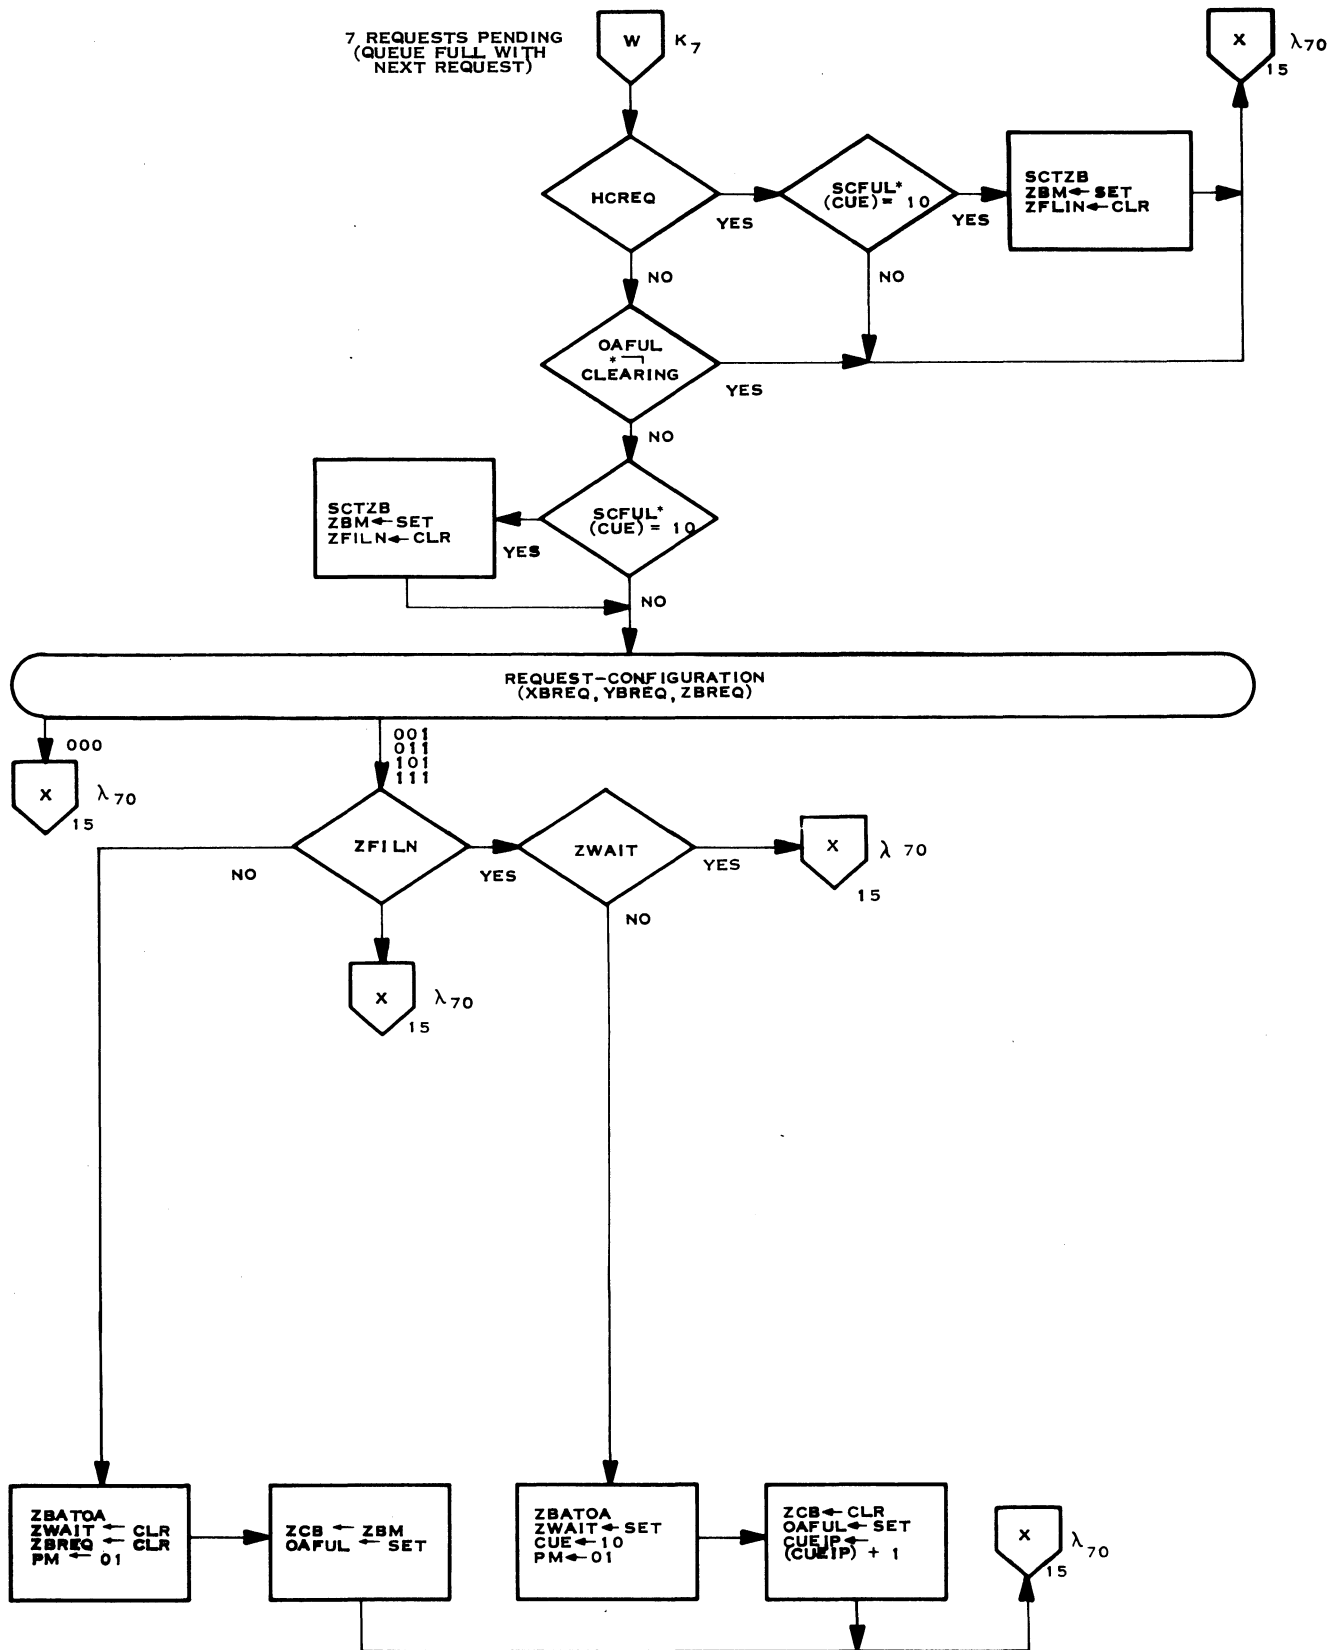 7 REQUESTS PENDING
(QUEUE FULL WITH
NEXT REQUEST)
W K7
X λ70
15
HCREQ
YES
SCFUL*
(CUE) = 10
YES
SCTZB
ZBM←SET
ZFLIN←CLR
NO
NO
OAFUL
*¬
CLEARING
YES
NO
SCTZB
ZBM←SET
ZFILN←CLR
YES
SCFUL*
(CUE) = 10
NO
REQUEST-CONFIGURATION
(XBREQ, YBREQ, ZBREQ)
000
X λ70
15
001
011
101
111
ZFILN
NO
YES
ZWAIT
YES
X λ 70
15
NO
X λ70
15
ZBATOA
ZWAIT ← CLR
ZBREQ ← CLR
PM ← 01
ZCB ← ZBM
OAFUL ← SET
ZBATOA
ZWAIT←SET
CUE←10
PM←01
ZCB←CLR
OAFUL←SET
CUEIP←
(CUEIP) + 1
X λ70
15